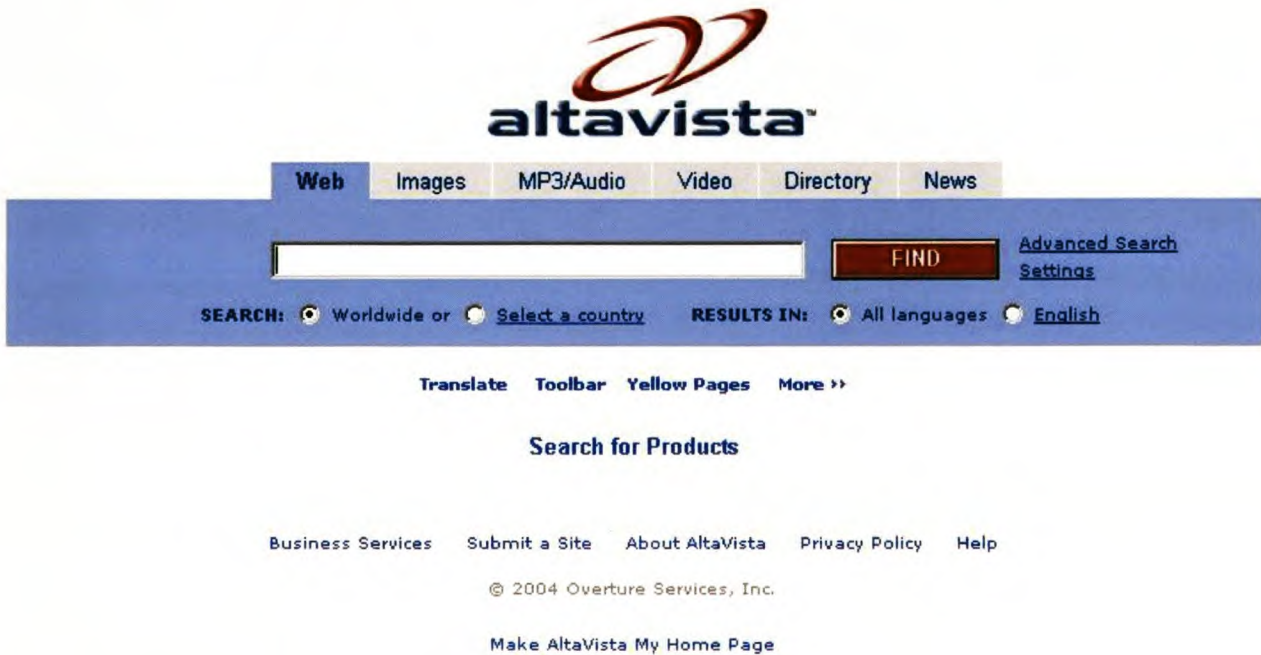 altavista™
Web Images MP3/Audio Video Directory News
FIND
Advanced Search
Settings
SEARCH: Worldwide or Select a country RESULTS IN: All languages English
Translate Toolbar Yellow Pages More ››
Search for Products
Business Services Submit a Site About AltaVista Privacy Policy Help
© 2004 Overture Services, Inc.
Make AltaVista My Home Page